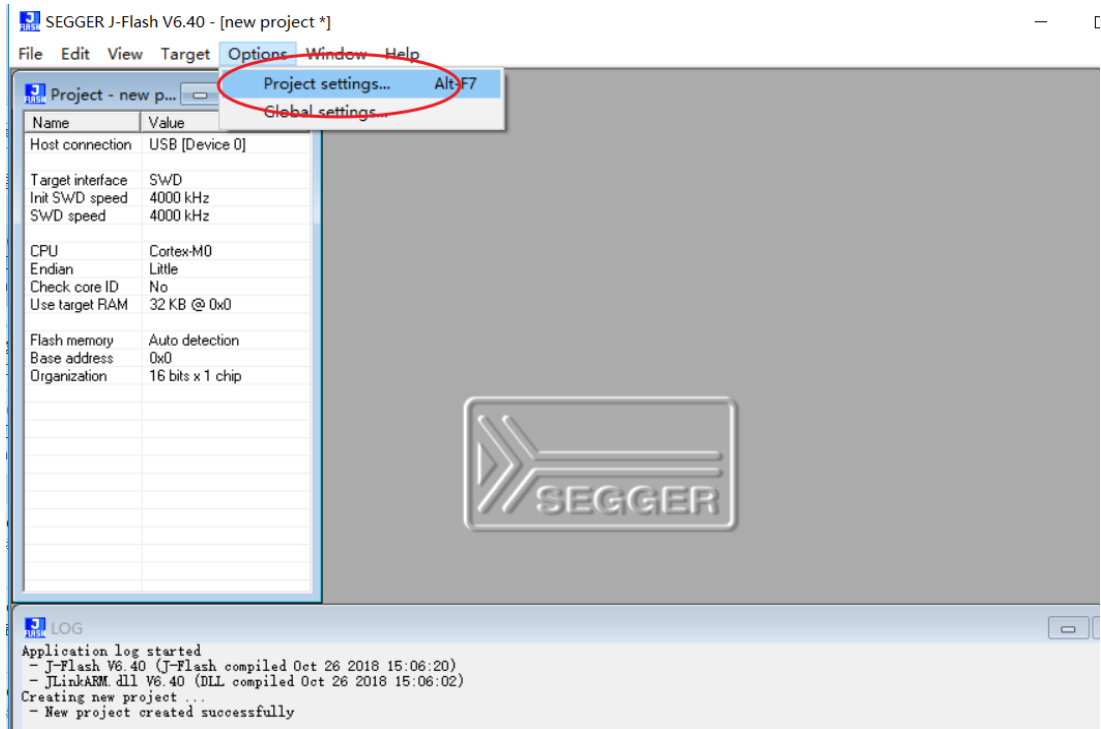 SEGGER J-Flash V6.40 - [new project *]
File Edit View Target Options Window Help
Project settings... Alt-F7
Global settings...
Project - new p...
Name Value
Host connection USB [Device 0]
Target interface SWD
Init SWD speed 4000 kHz
SWD speed 4000 kHz
CPU Cortex-M0
Endian Little
Check core ID No
Use target RAM 32 KB @ 0x0
Flash memory Auto detection
Base address 0x0
Organization 16 bits x 1 chip
SEGGER
LOG
Application log started
- J-Flash V6.40 (J-Flash compiled Oct 26 2018 15:06:20)
- JLinkARM.dll V6.40 (DLL compiled Oct 26 2018 15:06:02)
Creating new project ...
- New project created successfully